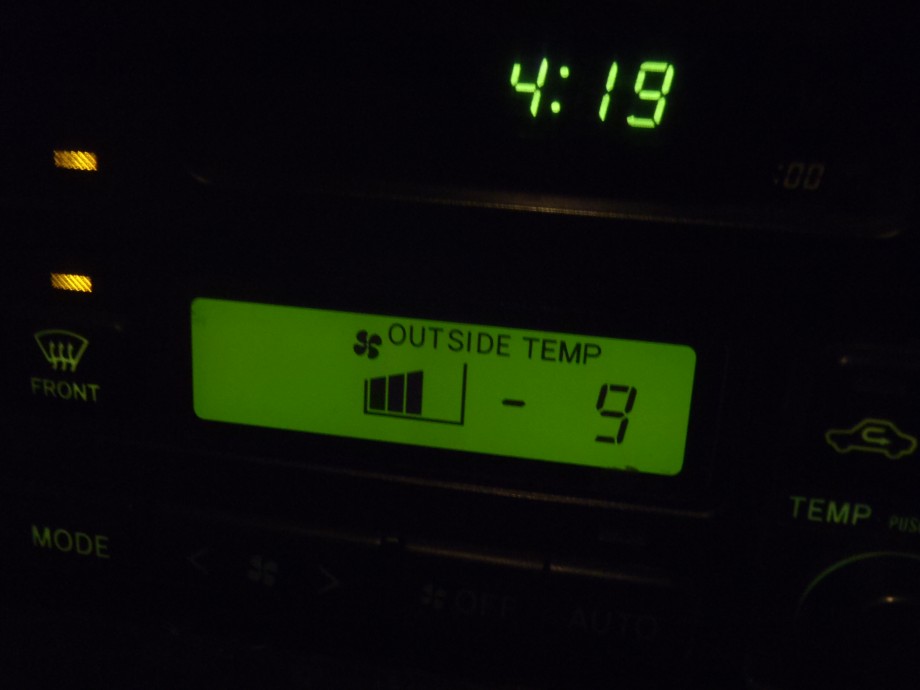 4:19
:00
OUTSIDE TEMP
- 9
FRONT
TEMP
MODE
OFF
AUTO